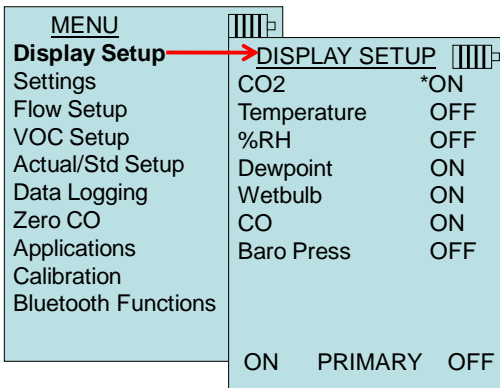 MENU
Display Setup
Settings
Flow Setup
VOC Setup
Actual/Std Setup
Data Logging
Zero CO
Applications
Calibration
Bluetooth Functions
DISPLAY SETUP
CO2 *ON
Temperature OFF
%RH OFF
Dewpoint ON
Wetbulb ON
CO ON
Baro Press OFF
ON PRIMARY OFF